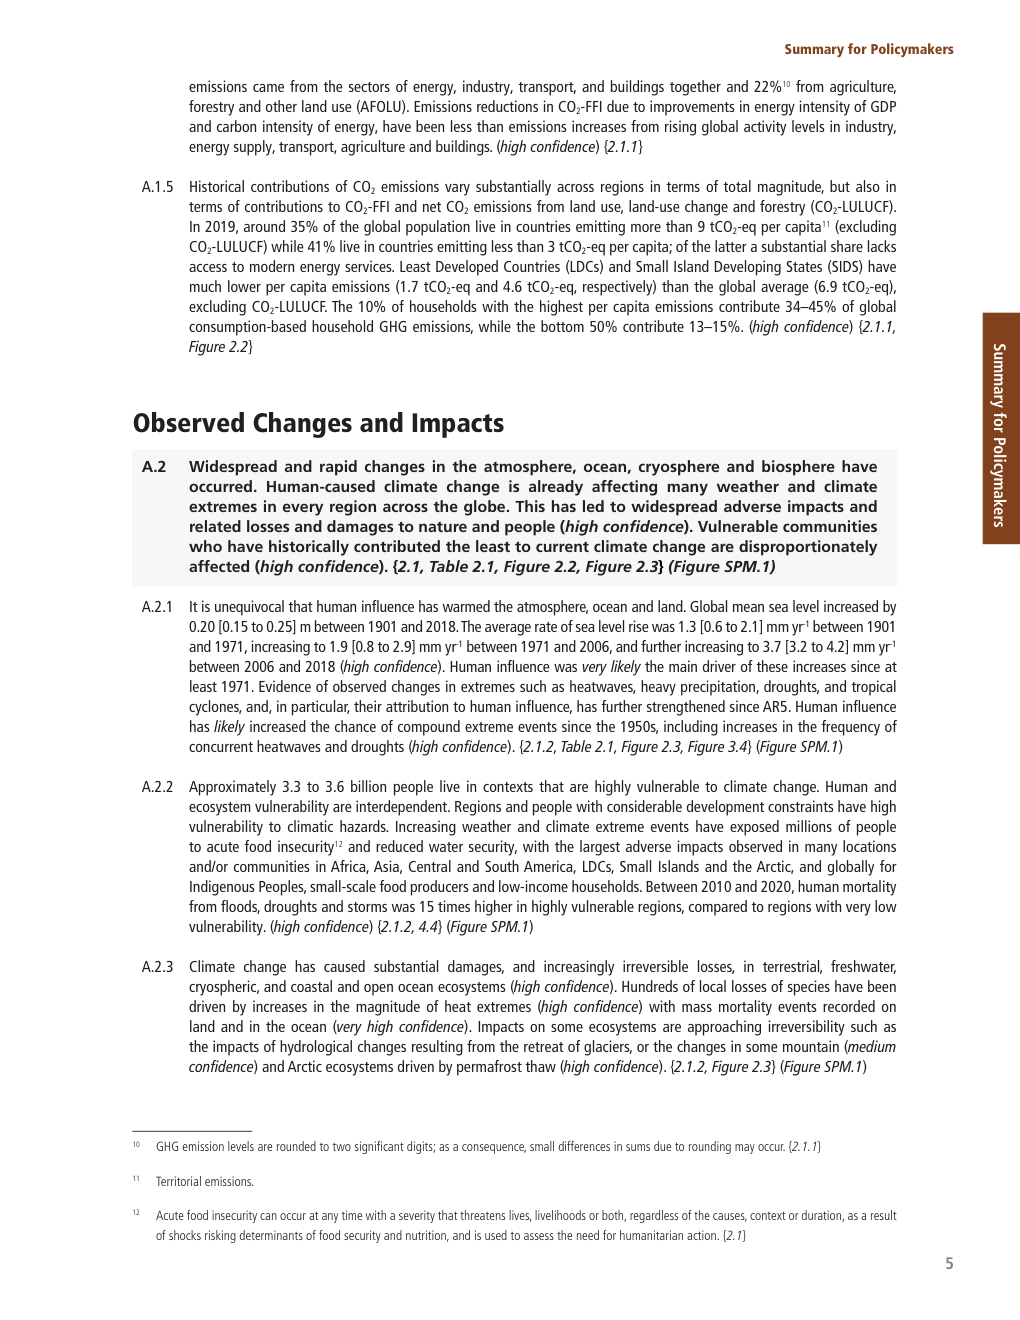 Summary for Policymakers
emissions came from the sectors of energy, industry, transport, and buildings together and 22%¹⁰ from agriculture,
forestry and other land use (AFOLU). Emissions reductions in CO₂-FFI due to improvements in energy intensity of GDP
and carbon intensity of energy, have been less than emissions increases from rising global activity levels in industry,
energy supply, transport, agriculture and buildings. (high confidence) {2.1.1}
A.1.5 Historical contributions of CO₂ emissions vary substantially across regions in terms of total magnitude, but also in
terms of contributions to CO₂-FFI and net CO₂ emissions from land use, land-use change and forestry (CO₂-LULUCF).
In 2019, around 35% of the global population live in countries emitting more than 9 tCO₂-eq per capita¹¹ (excluding
CO₂-LULUCF) while 41% live in countries emitting less than 3 tCO₂-eq per capita; of the latter a substantial share lacks
access to modern energy services. Least Developed Countries (LDCs) and Small Island Developing States (SIDS) have
much lower per capita emissions (1.7 tCO₂-eq and 4.6 tCO₂-eq, respectively) than the global average (6.9 tCO₂-eq),
excluding CO₂-LULUCF. The 10% of households with the highest per capita emissions contribute 34–45% of global
consumption-based household GHG emissions, while the bottom 50% contribute 13–15%. (high confidence) {2.1.1,
Figure 2.2}
Summary for Policymakers
Observed Changes and Impacts
A.2 Widespread and rapid changes in the atmosphere, ocean, cryosphere and biosphere have
occurred. Human-caused climate change is already affecting many weather and climate
extremes in every region across the globe. This has led to widespread adverse impacts and
related losses and damages to nature and people (high confidence). Vulnerable communities
who have historically contributed the least to current climate change are disproportionately
affected (high confidence). {2.1, Table 2.1, Figure 2.2, Figure 2.3} (Figure SPM.1)
A.2.1 It is unequivocal that human influence has warmed the atmosphere, ocean and land. Global mean sea level increased by
0.20 [0.15 to 0.25] m between 1901 and 2018. The average rate of sea level rise was 1.3 [0.6 to 2.1] mm yr⁻¹ between 1901
and 1971, increasing to 1.9 [0.8 to 2.9] mm yr⁻¹ between 1971 and 2006, and further increasing to 3.7 [3.2 to 4.2] mm yr⁻¹
between 2006 and 2018 (high confidence). Human influence was very likely the main driver of these increases since at
least 1971. Evidence of observed changes in extremes such as heatwaves, heavy precipitation, droughts, and tropical
cyclones, and, in particular, their attribution to human influence, has further strengthened since AR5. Human influence
has likely increased the chance of compound extreme events since the 1950s, including increases in the frequency of
concurrent heatwaves and droughts (high confidence). {2.1.2, Table 2.1, Figure 2.3, Figure 3.4} (Figure SPM.1)
A.2.2 Approximately 3.3 to 3.6 billion people live in contexts that are highly vulnerable to climate change. Human and
ecosystem vulnerability are interdependent. Regions and people with considerable development constraints have high
vulnerability to climatic hazards. Increasing weather and climate extreme events have exposed millions of people
to acute food insecurity¹² and reduced water security, with the largest adverse impacts observed in many locations
and/or communities in Africa, Asia, Central and South America, LDCs, Small Islands and the Arctic, and globally for
Indigenous Peoples, small-scale food producers and low-income households. Between 2010 and 2020, human mortality
from floods, droughts and storms was 15 times higher in highly vulnerable regions, compared to regions with very low
vulnerability. (high confidence) {2.1.2, 4.4} (Figure SPM.1)
A.2.3 Climate change has caused substantial damages, and increasingly irreversible losses, in terrestrial, freshwater,
cryospheric, and coastal and open ocean ecosystems (high confidence). Hundreds of local losses of species have been
driven by increases in the magnitude of heat extremes (high confidence) with mass mortality events recorded on
land and in the ocean (very high confidence). Impacts on some ecosystems are approaching irreversibility such as
the impacts of hydrological changes resulting from the retreat of glaciers, or the changes in some mountain (medium
confidence) and Arctic ecosystems driven by permafrost thaw (high confidence). {2.1.2, Figure 2.3} (Figure SPM.1)
10 GHG emission levels are rounded to two significant digits; as a consequence, small differences in sums due to rounding may occur. {2.1.1}
11 Territorial emissions.
12 Acute food insecurity can occur at any time with a severity that threatens lives, livelihoods or both, regardless of the causes, context or duration, as a result
of shocks risking determinants of food security and nutrition, and is used to assess the need for humanitarian action. {2.1}
5